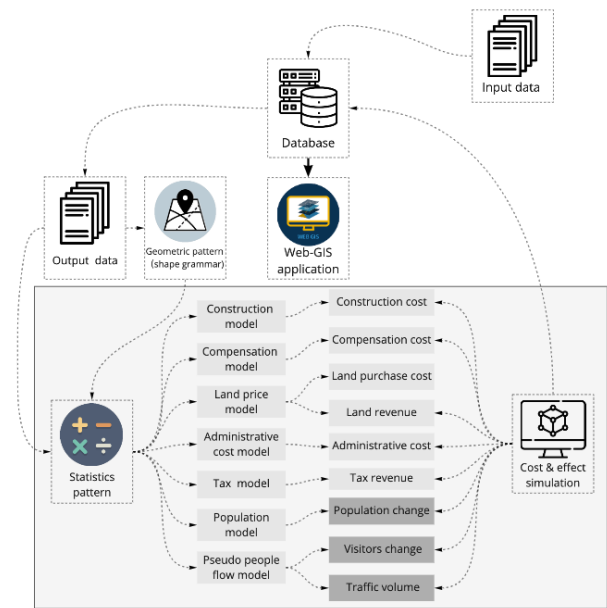 Input data
Database
Output data
Geometric pattern
(shape grammar)
WEB GIS
Web-GIS
application
Construction
model
Construction cost
Compensation model
Compensation cost
Land price
model
Land purchase cost
Land revenue
Administrative
cost model
Administrative cost
Tax model
Tax revenue
Population
model
Population change
Pseudo people
flow model
Visitors change
Traffic volume
Statistics
pattern
Cost & effect
simulation